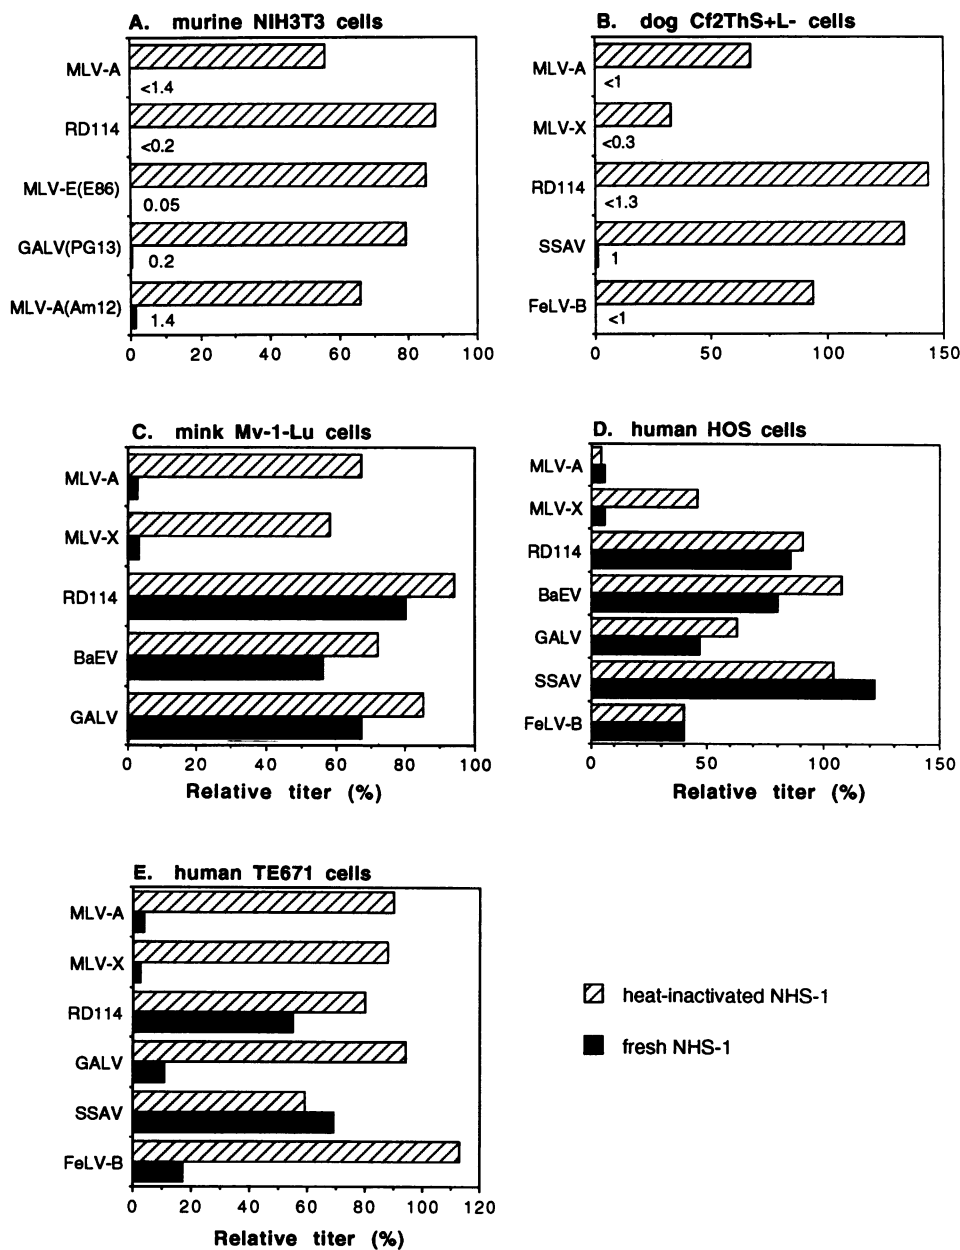 A. murine NIH3T3 cells
MLV-A
<1.4
RD114
<0.2
MLV-E(E86)
0.05
GALV(PG13)
0.2
MLV-A(Am12)
1.4
0 20 40 60 80 100
B. dog Cf2ThS+L- cells
MLV-A
<1
MLV-X
<0.3
RD114
<1.3
SSAV
1
FeLV-B
<1
0 50 100 150
C. mink Mv-1-Lu cells
MLV-A
MLV-X
RD114
BaEV
GALV
0 20 40 60 80 100
Relative titer (%)
D. human HOS cells
MLV-A
MLV-X
RD114
BaEV
GALV
SSAV
FeLV-B
0 50 100 150
Relative titer (%)
E. human TE671 cells
MLV-A
MLV-X
RD114
GALV
SSAV
FeLV-B
0 20 40 60 80 100 120
Relative titer (%)
heat-inactivated NHS-1
fresh NHS-1